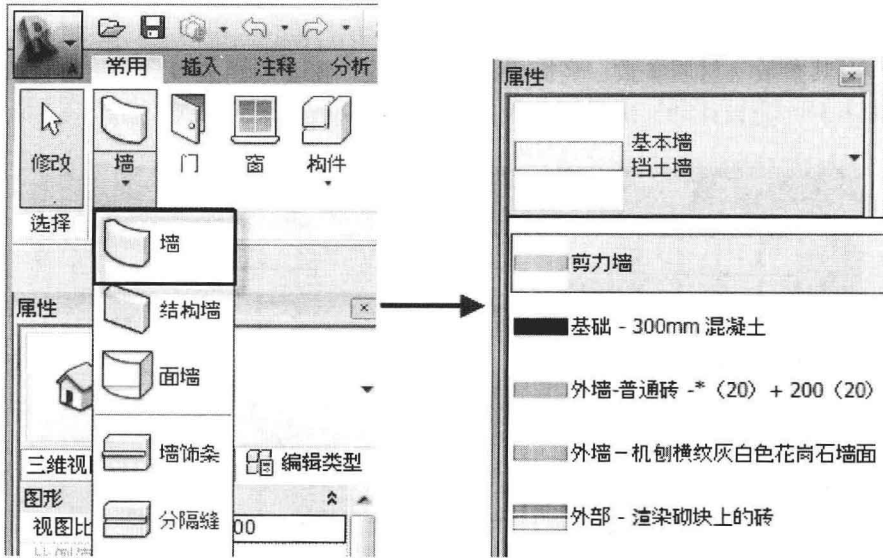 常用 插入 注释 分析
修改 墙 门 窗 构件
选择
墙
结构墙
面墙
墙饰条
分隔缝
属性
三维视
编辑类型
图形
视图比
00
属性
基本墙
挡土墙
剪力墙
基础 - 300mm 混凝土
外墙-普通砖 -*（20）+ 200（20）
外墙－机刨横纹灰白色花岗石墙面
外部 - 渲染砌块上的砖